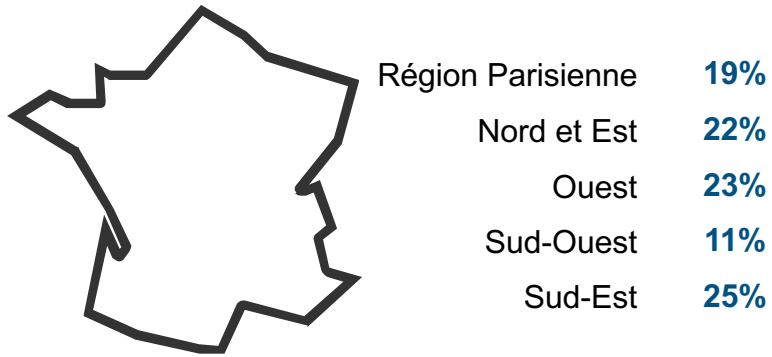 Région Parisienne 19%
Nord et Est 22%
Ouest 23%
Sud-Ouest 11%
Sud-Est 25%